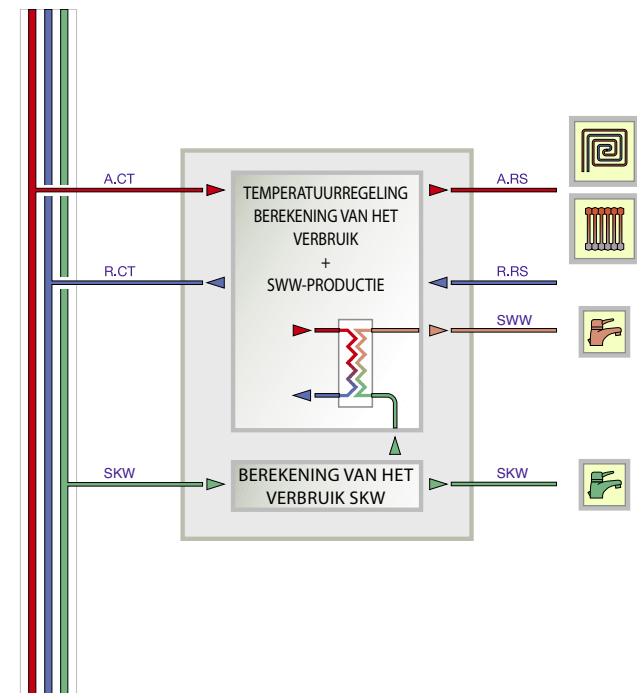 A.CT
A.RS
TEMPERATUURREGELING
BEREKENING VAN HET
VERBRUIK
+
SWW-PRODUCTIE
R.CT
R.RS
SWW
SKW
BEREKENING VAN HET
VERBRUIK SKW
SKW